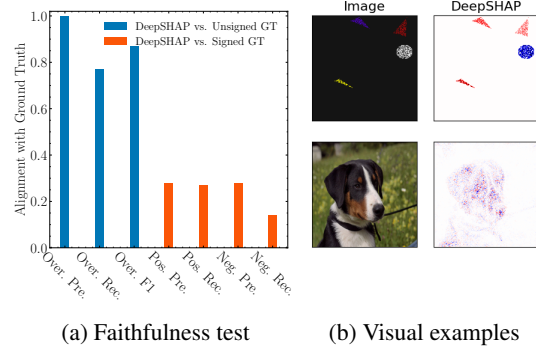 DeepSHAP vs. Unsigned GT
DeepSHAP vs. Signed GT
Alignment with Ground Truth
1.0
0.8
0.6
0.4
0.2
0.0
Over. Pre.
Over. Rec.
Over. F1
Pos. Pre.
Pos. Rec.
Neg. Pre.
Neg. Rec.
(a) Faithfulness test
Image
DeepSHAP
(b) Visual examples